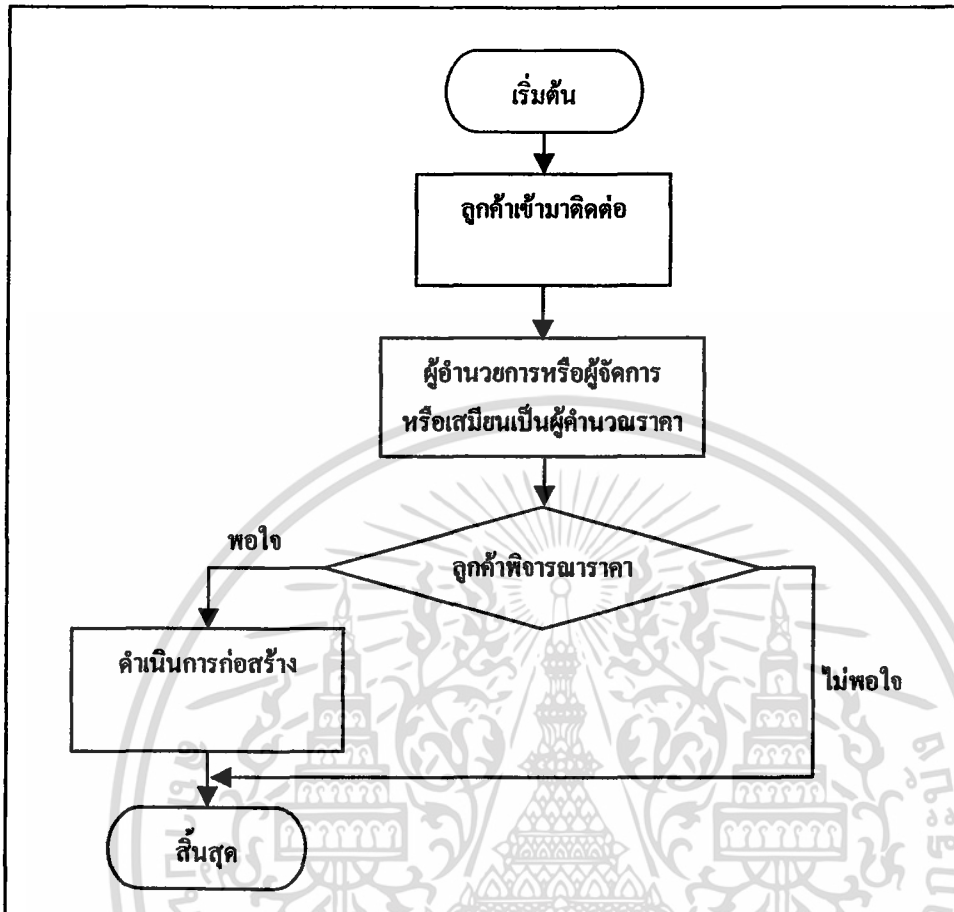 เริ่มต้น
ลูกค้าเข้ามาติดต่อ
ผู้อำนวยการหรือผู้จัดการ
หรือเสมียนเป็นผู้คำนวณราคา
พอใจ
ลูกค้าพิจารณาราคา
ดำเนินการก่อสร้าง
ไม่พอใจ
สิ้นสุด